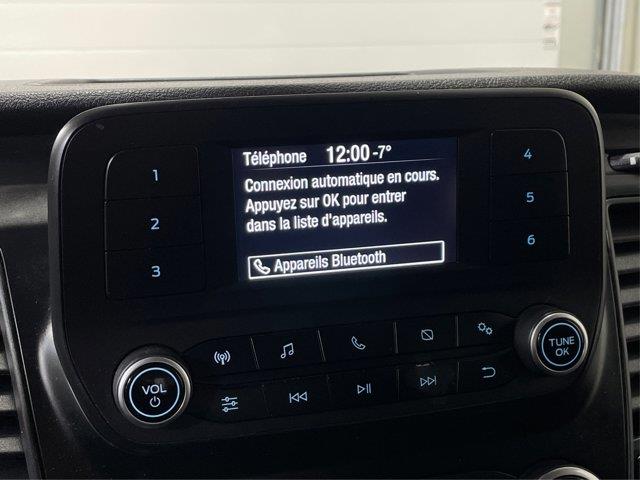 Téléphone 12:00 -7°
Connexion automatique en cours.
Appuyez sur OK pour entrer
dans la liste d'appareils.
Appareils Bluetooth
1
2
3
4
5
6
VOL
TUNE
OK